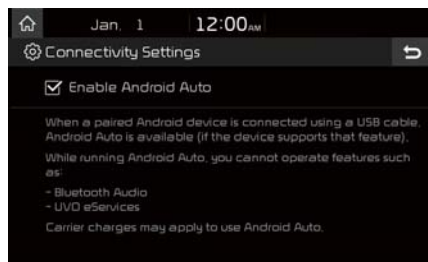 Jan. 1 12:00AM
Connectivity Settings
Enable Android Auto
When a paired Android device is connected using a USB cable,
Android Auto is available (if the device supports that feature).
While running Android Auto, you cannot operate features such
as:
- Bluetooth Audio
- UVO eServices
Carrier charges may apply to use Android Auto.